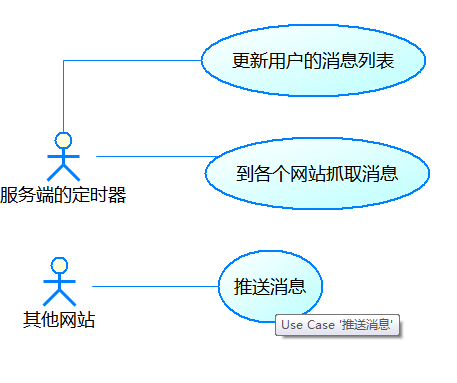 更新用户的消息列表
服务端的定时器
到各个网站抓取消息
其他网站
推送消息
Use Case '推送消息'